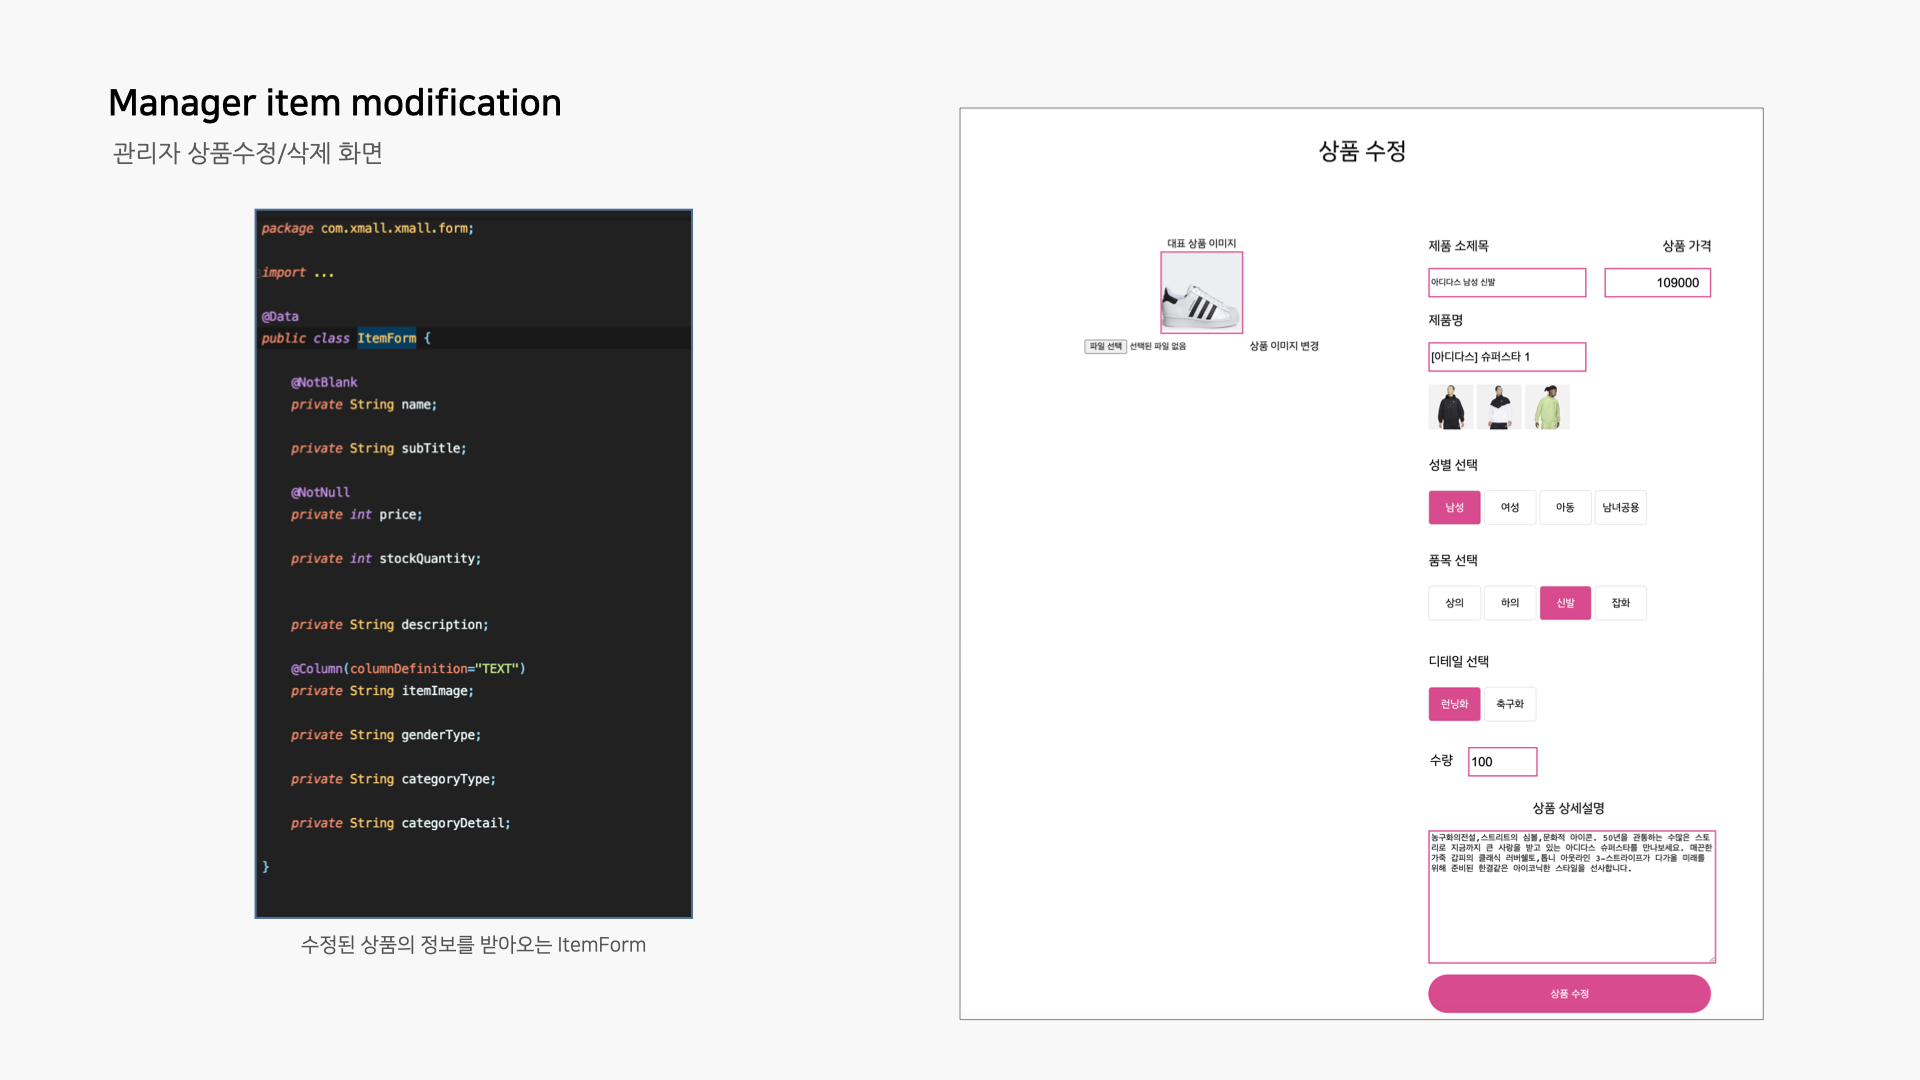 Manager item modification
관리자 상품수정/삭제 화면
package com.xmall.xmall.form;
import ...
@Data
public class ItemForm {
@NotBlank
private String name;
private String subTitle;
@NotNull
private int price;
private int stockQuantity;
private String description;
@Column(columnDefinition="TEXT")
private String itemImage;
private String genderType;
private String categoryType;
private String categoryDetail;
}
수정된 상품의 정보를 받아오는 ItemForm
상품 수정
대표 상품 이미지
파일 선택 선택된 파일 없음
상품 이미지 변경
제품 소제목 상품 가격
아디다스 남성 신발 109000
제품명
[아디다스] 슈퍼스타 1
성별 선택
남성 여성 아동 남녀공용
품목 선택
상의 하의 신발 잡화
디테일 선택
런닝화 축구화
수량 100
상품 상세설명
농구화의전설,스트리트의 심볼,문화적 아이콘. 50년을 관통하는 수많은 스토
리로 지금까지 큰 사랑을 받고 있는 아디다스 슈퍼스타를 만나보세요. 매끈한
가죽 갑피의 클래식 러버쉘토,톱니 아웃라인 3-스트라이프가 다가올 미래를
위해 준비된 한결같은 아이코닉한 스타일을 선사합니다.
상품 수정